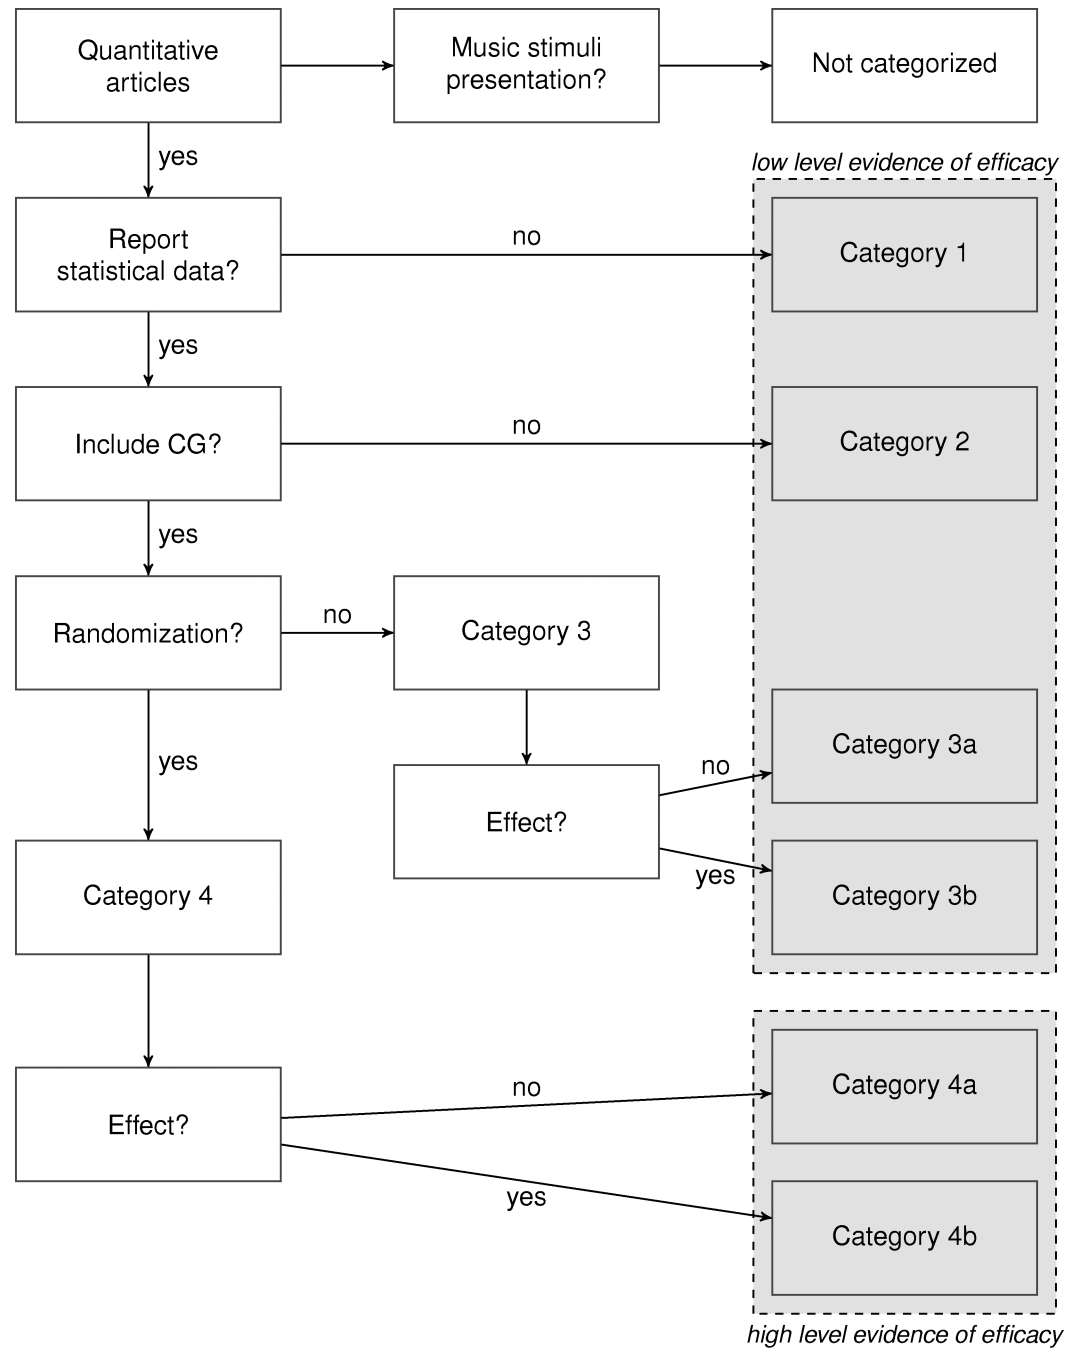 Quantitative
articles
Music stimuli
presentation?
Not categorized
yes
low level evidence of efficacy
Report
statistical data?
no
Category 1
yes
Include CG?
no
Category 2
yes
Randomization?
no
Category 3
yes
Effect?
no
Category 3a
yes
Category 3b
Category 4
Effect?
no
Category 4a
yes
Category 4b
high level evidence of efficacy